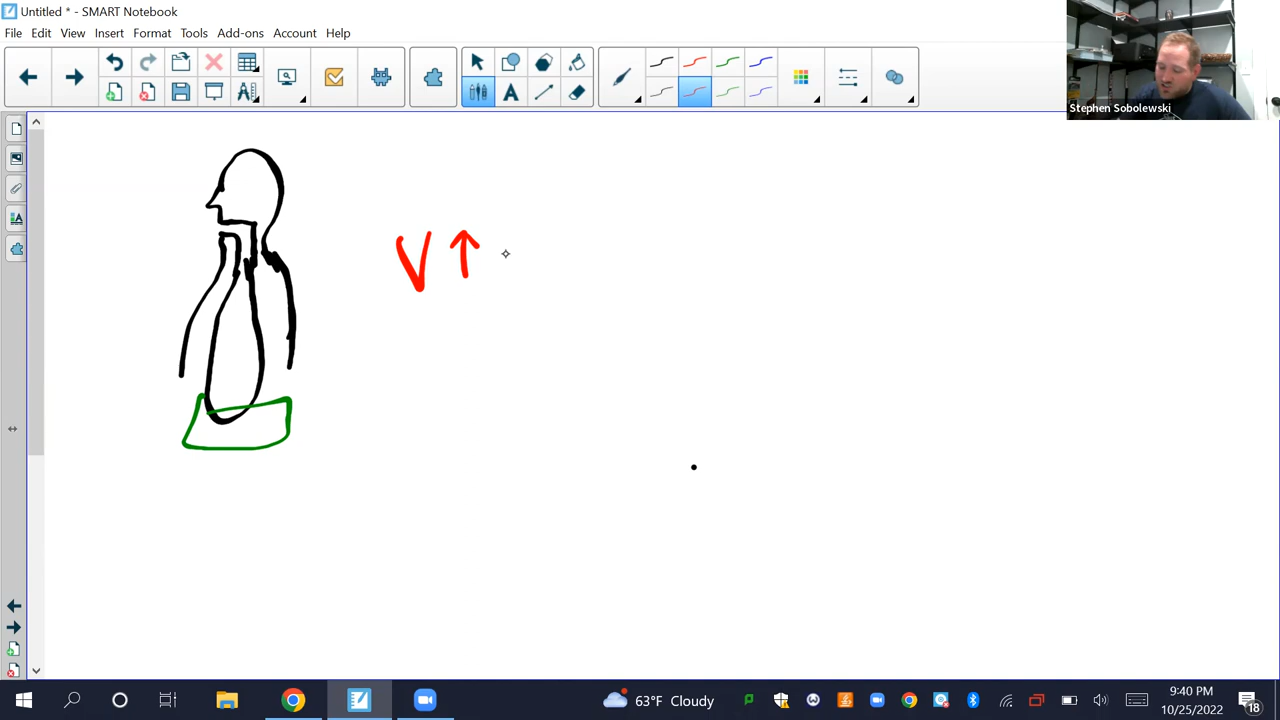 Untitled * - SMART Notebook
File Edit View Insert Format Tools Add-ons Account Help
Stephen Sobolewski
V ↑
63°F Cloudy
9:40 PM
10/25/2022
18